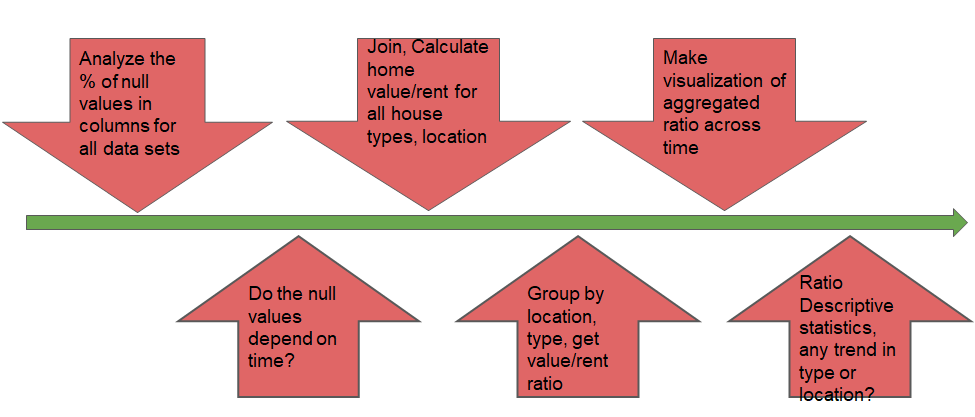 Analyze the
% of null
values in
columns for
all data sets
Join, Calculate
home
value/rent for
all house
types, location
Make
visualization of
aggregated
ratio across
time
Do the null
values
depend on
time?
Group by
location,
type, get
value/rent
ratio
Ratio
Descriptive
statistics,
any trend in
type or
location?